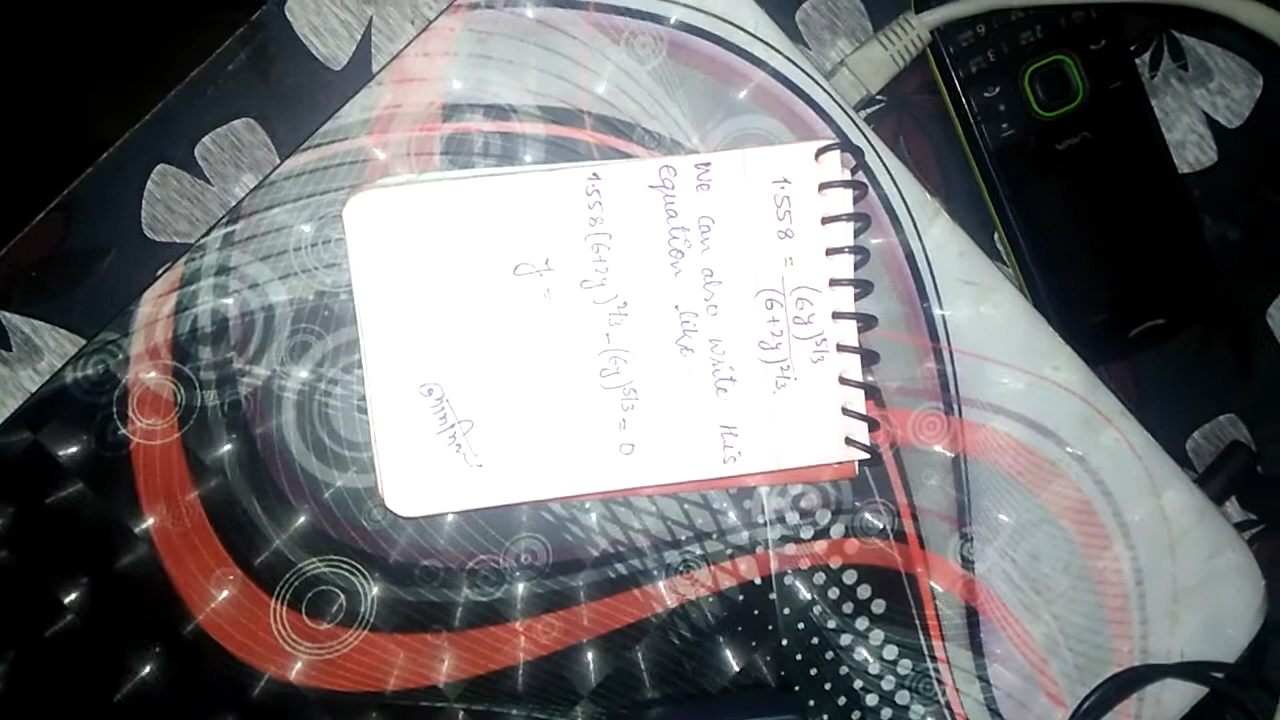 1.558 = (6y)^5/3 / (6+2y)^2/3.
We can also write this
equation like.
1.558(6+2y)^2/3 - (6y)^5/3 = 0
y =